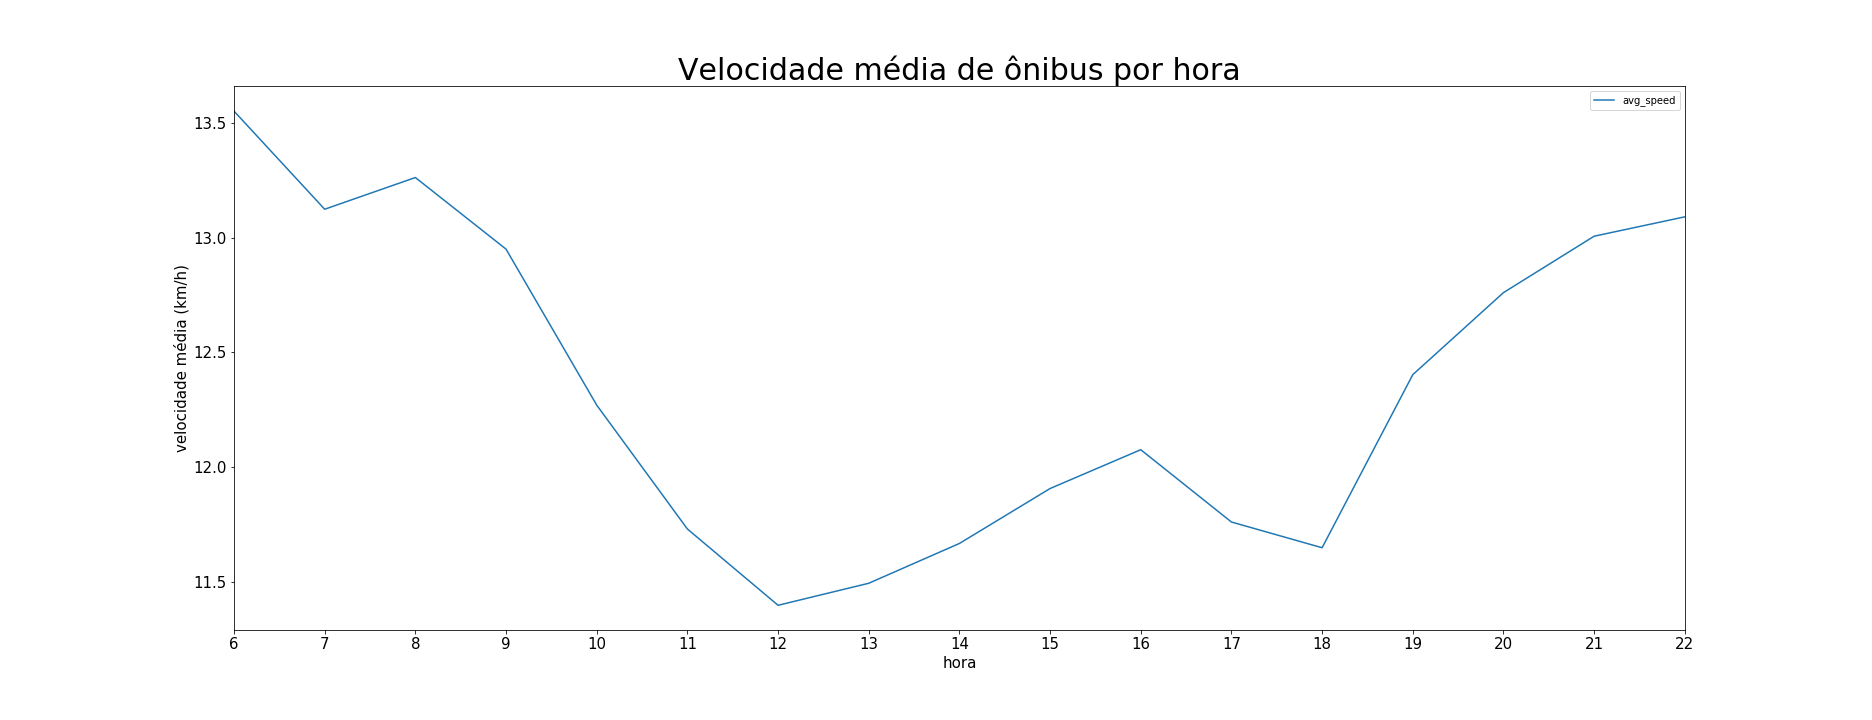 Velocidade média de ônibus por hora
avg_speed
velocidade média (km/h)
13.5
13.0
12.5
12.0
11.5
6 7 8 9 10 11 12 13 14 15 16 17 18 19 20 21 22
hora